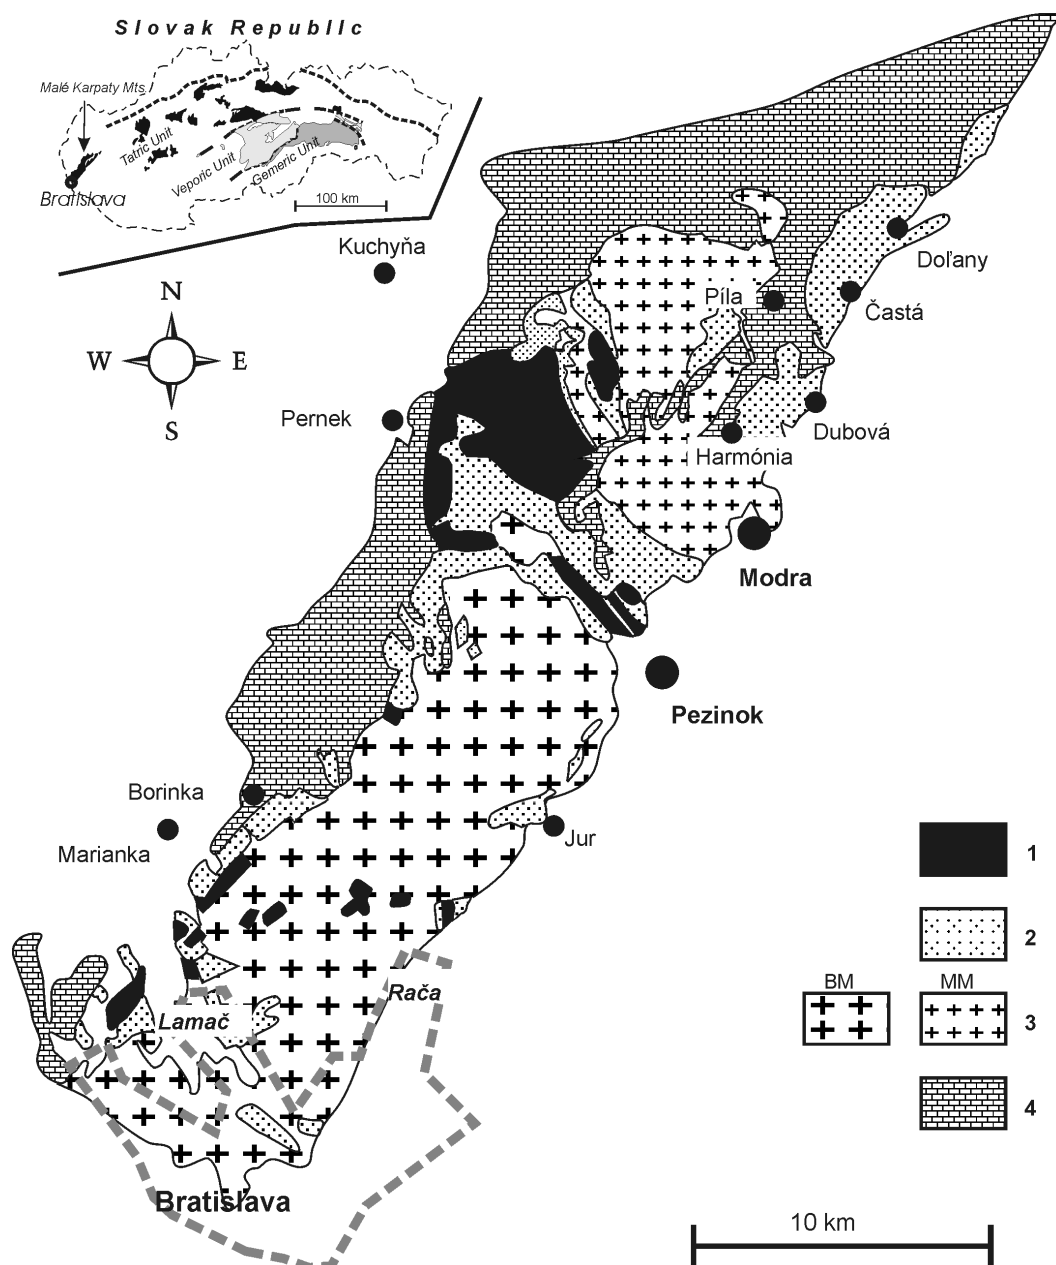 Slovak Republic
Malé Karpaty Mts.
Tatric Unit
Veporic Unit
Gemeric Unit
Bratislava
100 km
Kuchyňa
N
W
E
S
Doľany
Píla
Častá
Pernek
Dubová
Harmónia
Modra
Pezinok
Borinka
Marianka
Jur
1
2
BM
MM
3
4
Rača
Lamač
Bratislava
10 km